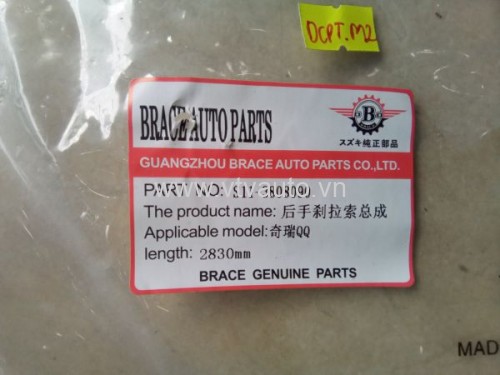 DCPT.M2
BRACE AUTO PARTS
B
スズキ純正部品
GUANGZHOU BRACE AUTO PARTS CO.,LTD.
PART NO:
The product name: 后手刹拉索总成
Applicable model: 奇瑞QQ
length: 2830mm
BRACE GENUINE PARTS
MAD